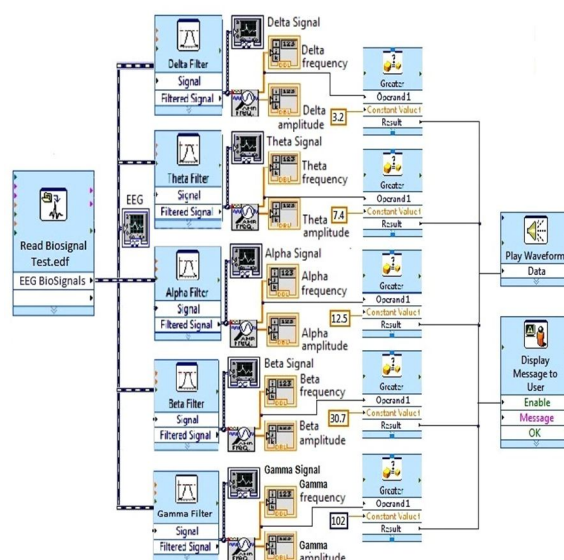 Read Biosignal
Test.edf
EEG BioSignals
EEG
Delta Filter
Signal
Filtered Signal
Delta Signal
Delta
frequency
Delta
amplitude
3.2
Greater
Operand 1
Constant Value 1
Result
Theta Filter
Signal
Filtered Signal
Theta Signal
Theta
frequency
Theta
amplitude
7.4
Greater
Operand 1
Constant Value 1
Result
Alpha Filter
Signal
Filtered Signal
Alpha Signal
Alpha
frequency
Alpha
amplitude
12.5
Greater
Operand 1
Constant Value 1
Result
Beta Filter
Signal
Filtered Signal
Beta Signal
Beta
frequency
Beta
amplitude
30.7
Greater
Operand 1
Constant Value 1
Result
Gamma Filter
Signal
Filtered Signal
Gamma Signal
Gamma
frequency
Gamma
amplitude
102
Greater
Operand 1
Constant Value 1
Result
Play Waveform
Data
Display
Message to
User
Enable
Message
OK